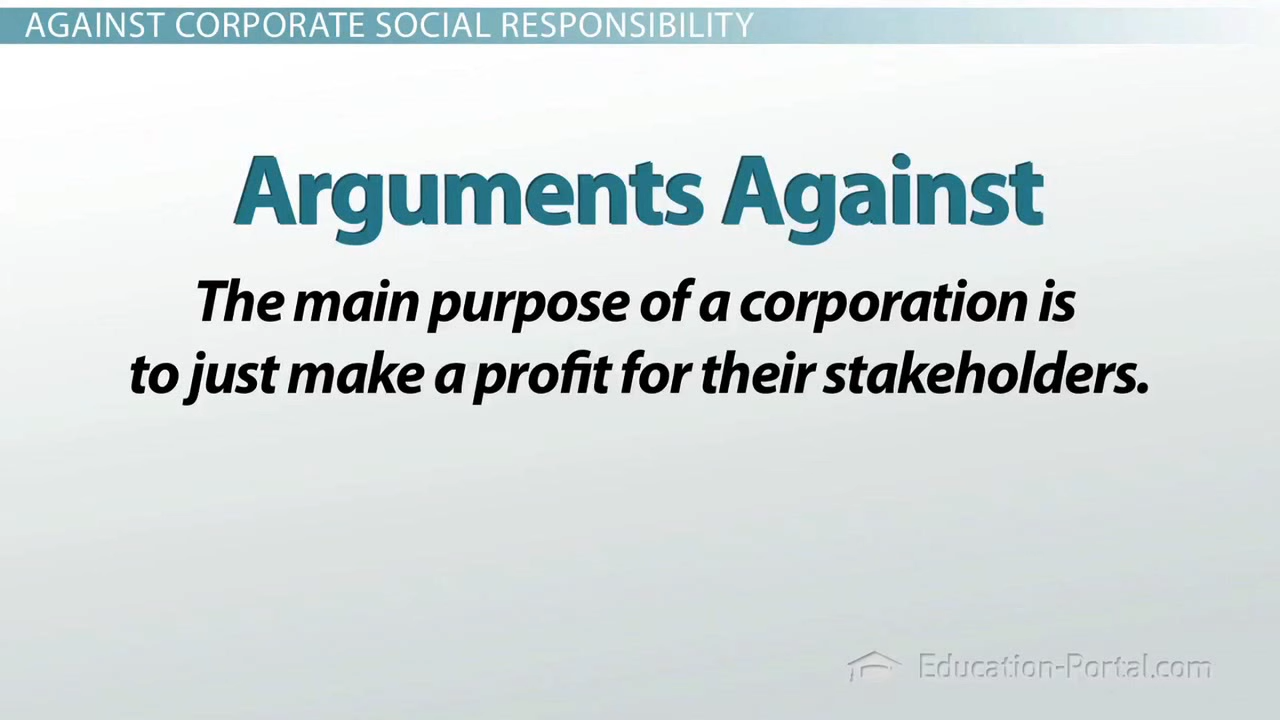 AGAINST CORPORATE SOCIAL RESPONSIBILITY
Arguments Against
The main purpose of a corporation is
to just make a profit for their stakeholders.
Education-Portal.com